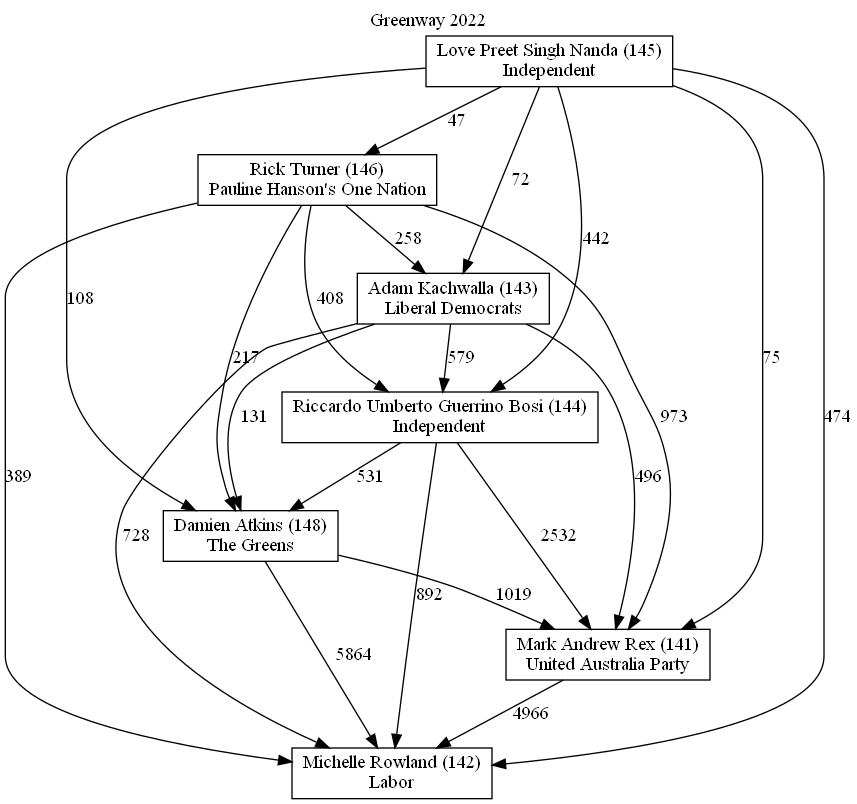 Greenway 2022
Love Preet Singh Nanda (145)
Independent
47
Rick Turner (146)
Pauline Hanson's One Nation
72
258
442
108
408
Adam Kachwalla (143)
Liberal Democrats
217
579
75
131
Riccardo Umberto Guerrino Bosi (144)
Independent
973
474
389
531
496
Damien Atkins (148)
The Greens
728
2532
892
1019
Mark Andrew Rex (141)
United Australia Party
5864
4966
Michelle Rowland (142)
Labor